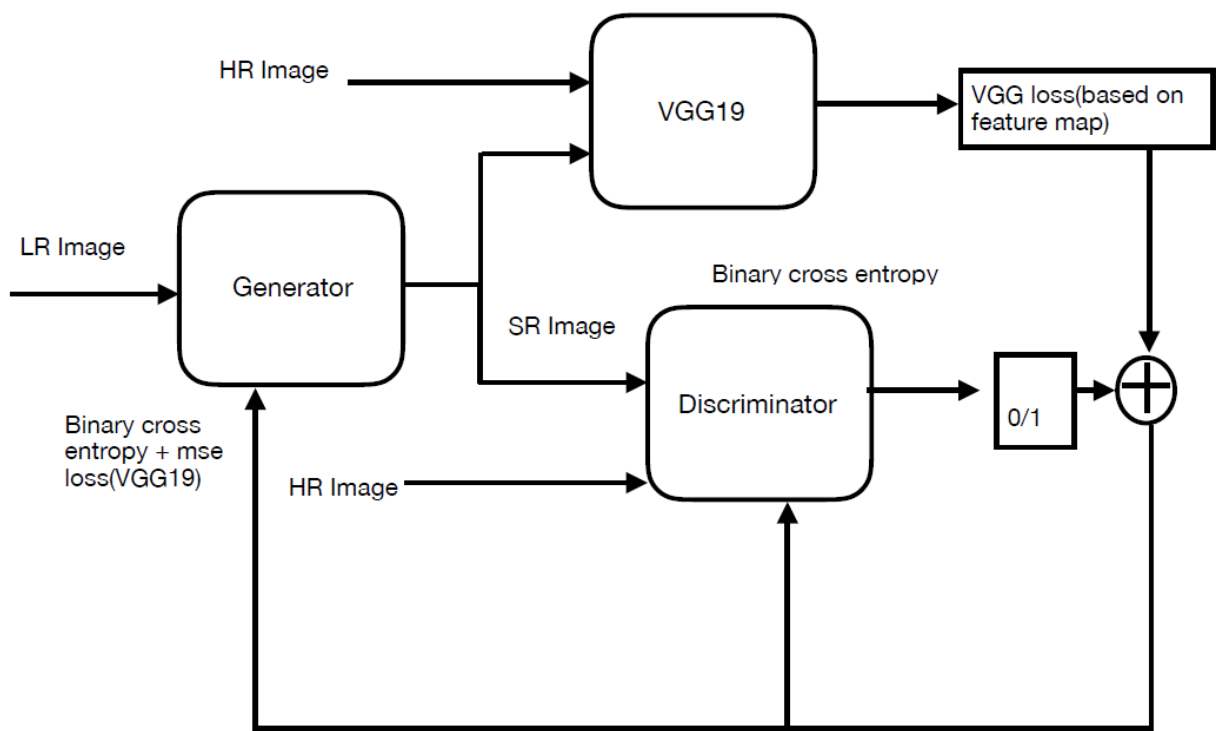 HR Image
VGG19
VGG loss(based on
feature map)
LR Image
Generator
Binary cross entropy
SR Image
Discriminator
0/1
Binary cross
entropy + mse
loss(VGG19)
HR Image